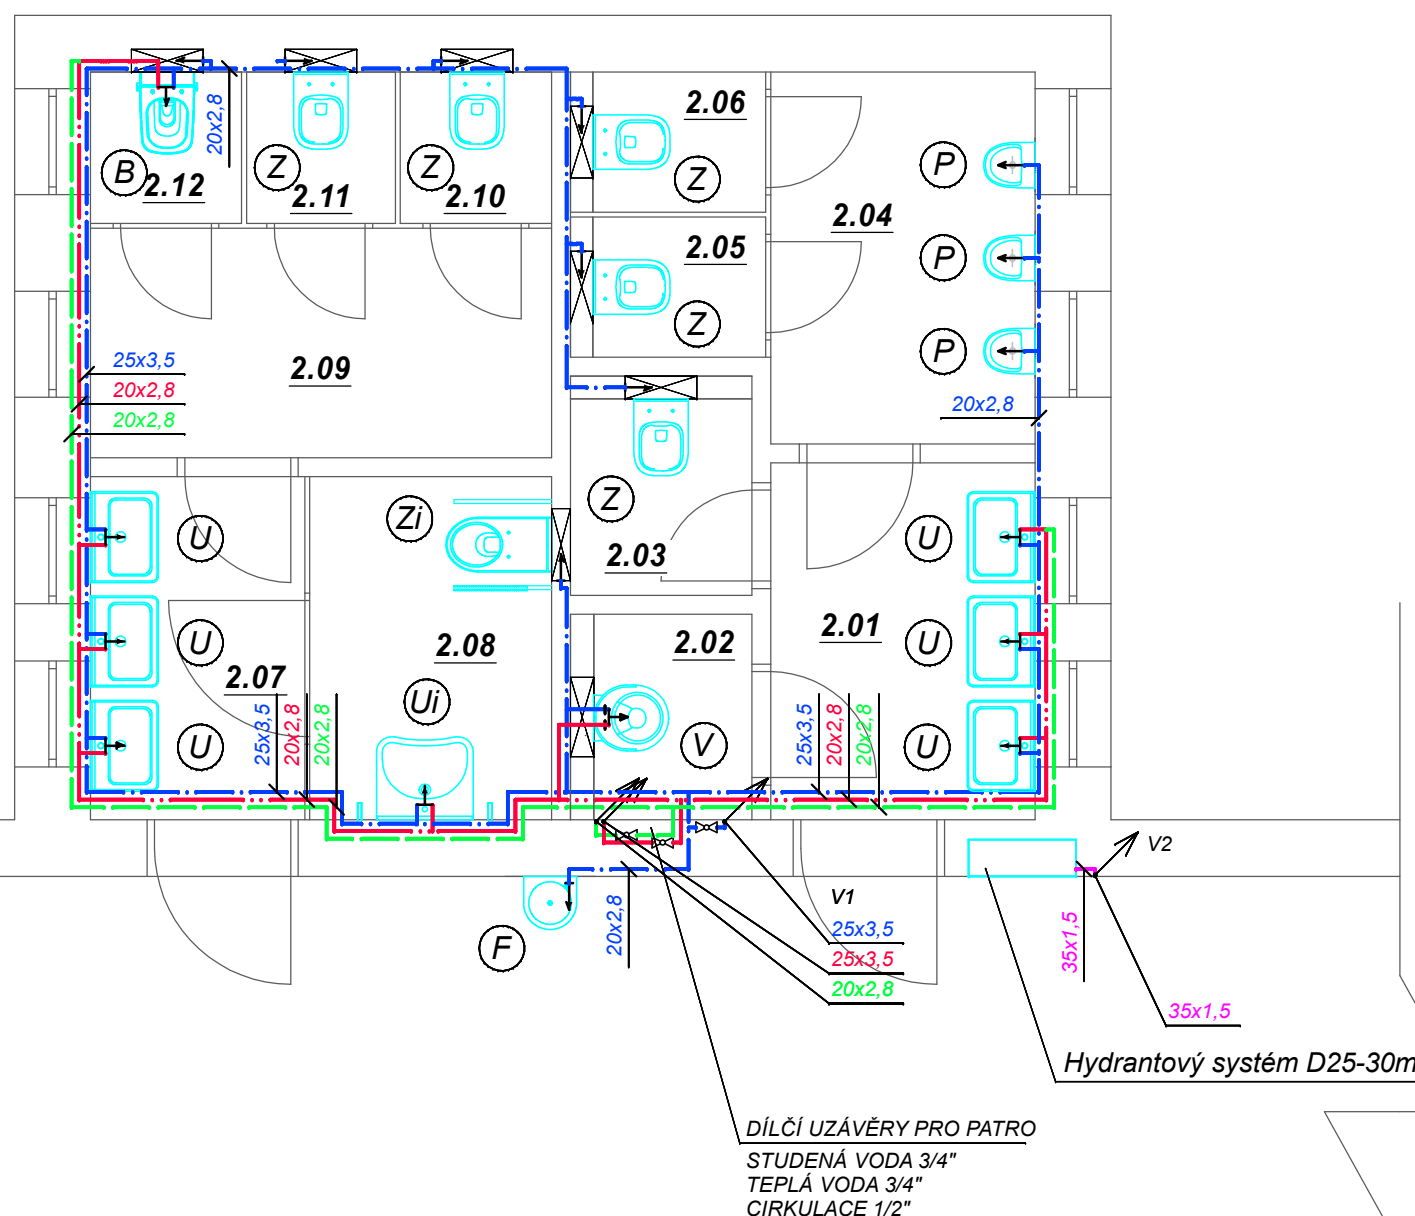 20x2,8
B
2.12
Z
2.11
Z
2.10
2.06
Z
2.05
Z
2.04
P
P
P
25x3,5
20x2,8
20x2,8
2.09
20x2,8
Z
2.03
Zi
U
U
U
2.07
2.08
Ui
25x3,5
20x2,8
20x2,8
2.02
V
2.01
U
U
U
25x3,5
20x2,8
20x2,8
F
20x2,8
V1
25x3,5
25x3,5
20x2,8
V2
35x1,5
35x1,5
Hydrantový systém D25-30m
DÍLČÍ UZÁVĚRY PRO PATRO
STUDENÁ VODA 3/4"
TEPLÁ VODA 3/4"
CIRKULACE 1/2"